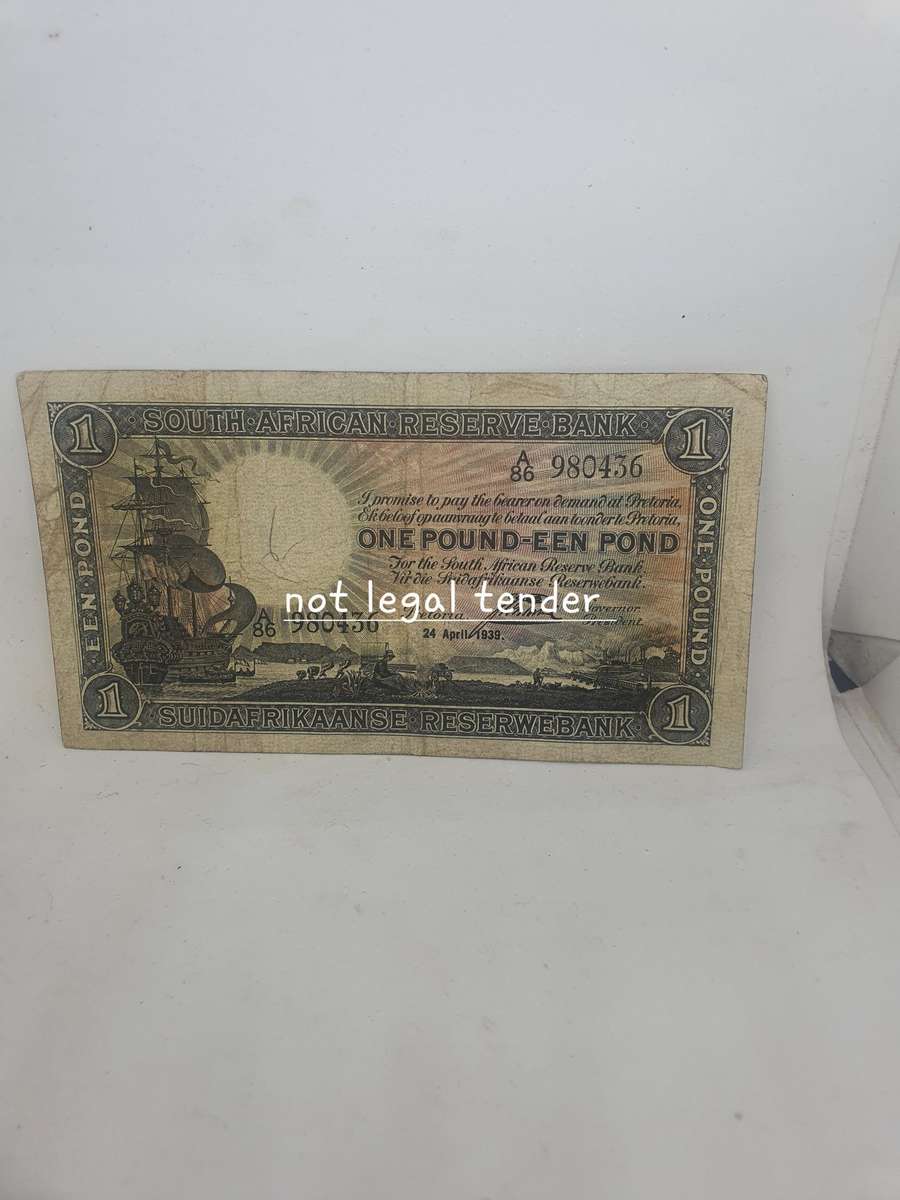 1 SOUTH·AFRICAN·RESERVE·BANK 1
A/86 980436
I promise to pay the bearer on demand at Pretoria,
Ek beloof op aanvraag te betaal aan toonder te Pretoria,
ONE POUND-EEN POND
For the South African Reserve Bank.
Vir die Suidafrikaanse Reserwebank.
EEN·POND
ONE·POUND
not legal tender
A/86 980436
Pretoria
Governor
President.
24 April 1939.
1 SUIDAFRIKAANSE·RESERWEBANK 1